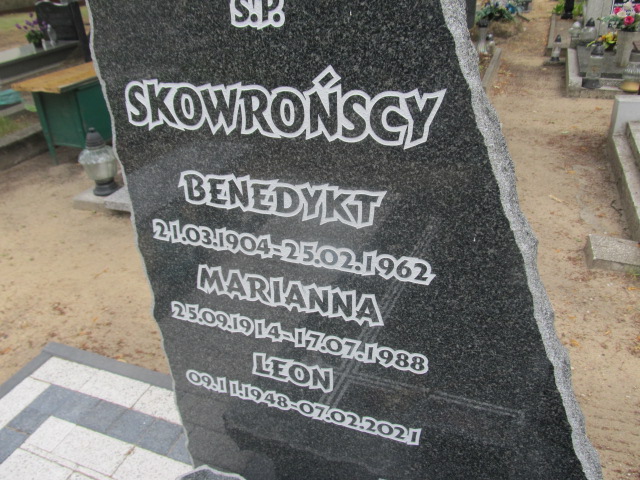 Ś.P.
SKOWROŃSCY
BENEDYKT
21.03.1904-25.02.1962
MARIANNA
25.09.1914-17.07.1988
LEON
09.11.1948-07.02.2021